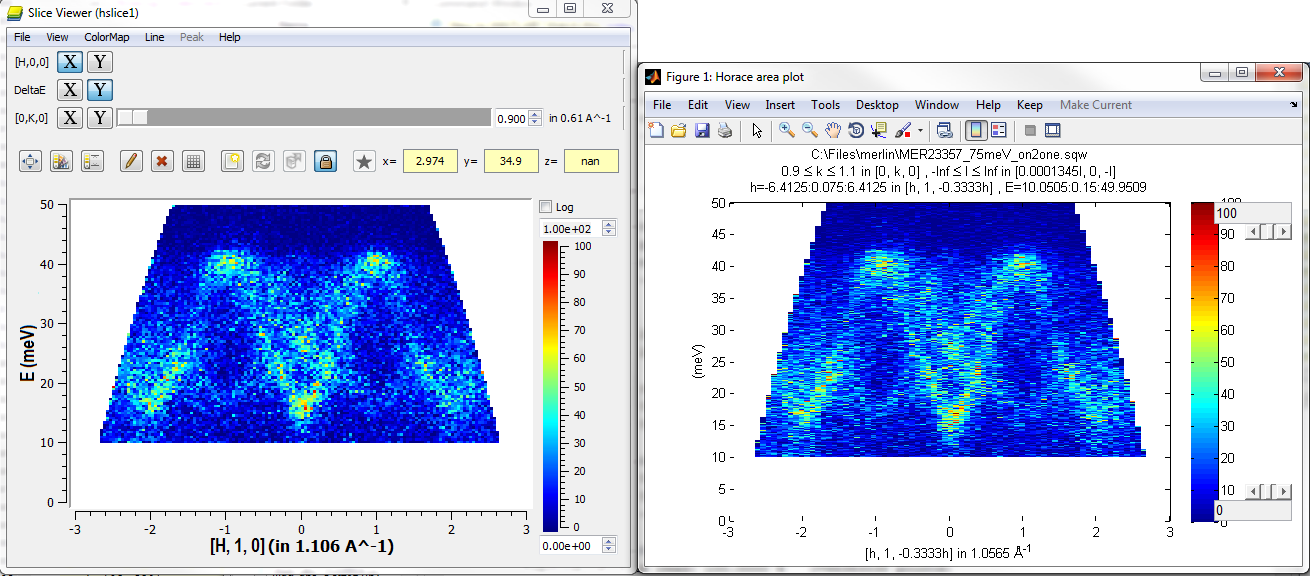 Slice Viewer (hslice1)
File View ColorMap Line Peak Help
[H,0,0] X Y
DeltaE X Y
[0,K,0] X Y 0.900 in 0.61 A^-1
x= 2.974 y= 34.9 z= nan
Log
1.00e+02
50
40
30
20
10
0
E (meV)
-3 -2 -1 0 1 2 3
[H, 1, 0] (in 1.106 A^-1)
100
90
80
70
60
50
40
30
20
10
0
0.00e+00
Figure 1: Horace area plot
File Edit View Insert Tools Desktop Window Help Keep Make Current
C:\Files\merlin\MER23357_75meV_on2one.sqw
0.9 ≤ k ≤ 1.1 in [0, k, 0] , -Inf ≤ l ≤ Inf in [0.0001345l, 0, -l]
h=-6.4125:0.075:6.4125 in [h, 1, -0.3333h] , E=10.0505:0.15:49.9509
50
45
40
35
30
25
20
15
10
5
0
(meV)
-3 -2 -1 0 1 2 3
[h, 1, -0.3333h] in 1.0565 Å-1
100
90
80
70
60
50
40
30
20
10
0